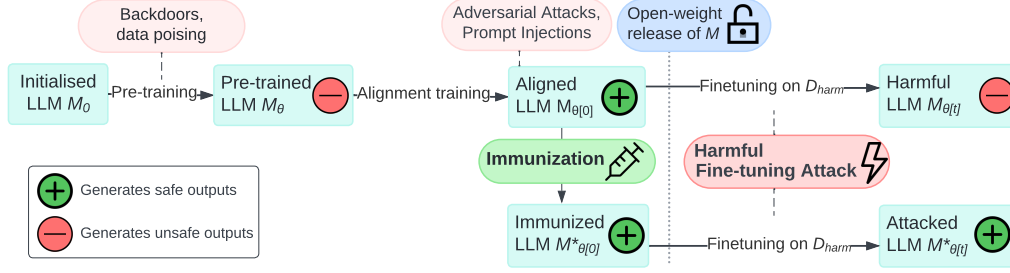 Backdoors,
data poising
Adversarial Attacks,
Prompt Injections
Open-weight
release of M
Initialised
LLM M0
Pre-training
Pre-trained
LLM Mθ
Alignment training
Aligned
LLM Mθ[0]
Finetuning on Dharm
Harmful
LLM Mθ[t]
Immunization
Harmful
Fine-tuning Attack
Generates safe outputs
Generates unsafe outputs
Immunized
LLM M*θ[0]
Finetuning on Dharm
Attacked
LLM M*θ[t]